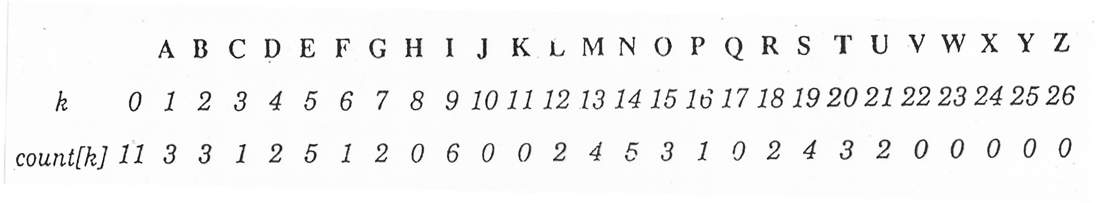 A B C D E F G H I J K L M N O P Q R S T U V W X Y Z
k 0 1 2 3 4 5 6 7 8 9 10 11 12 13 14 15 16 17 18 19 20 21 22 23 24 25 26
count[k] 11 3 3 1 2 5 1 2 0 6 0 0 2 4 5 3 1 0 2 4 3 2 0 0 0 0 0